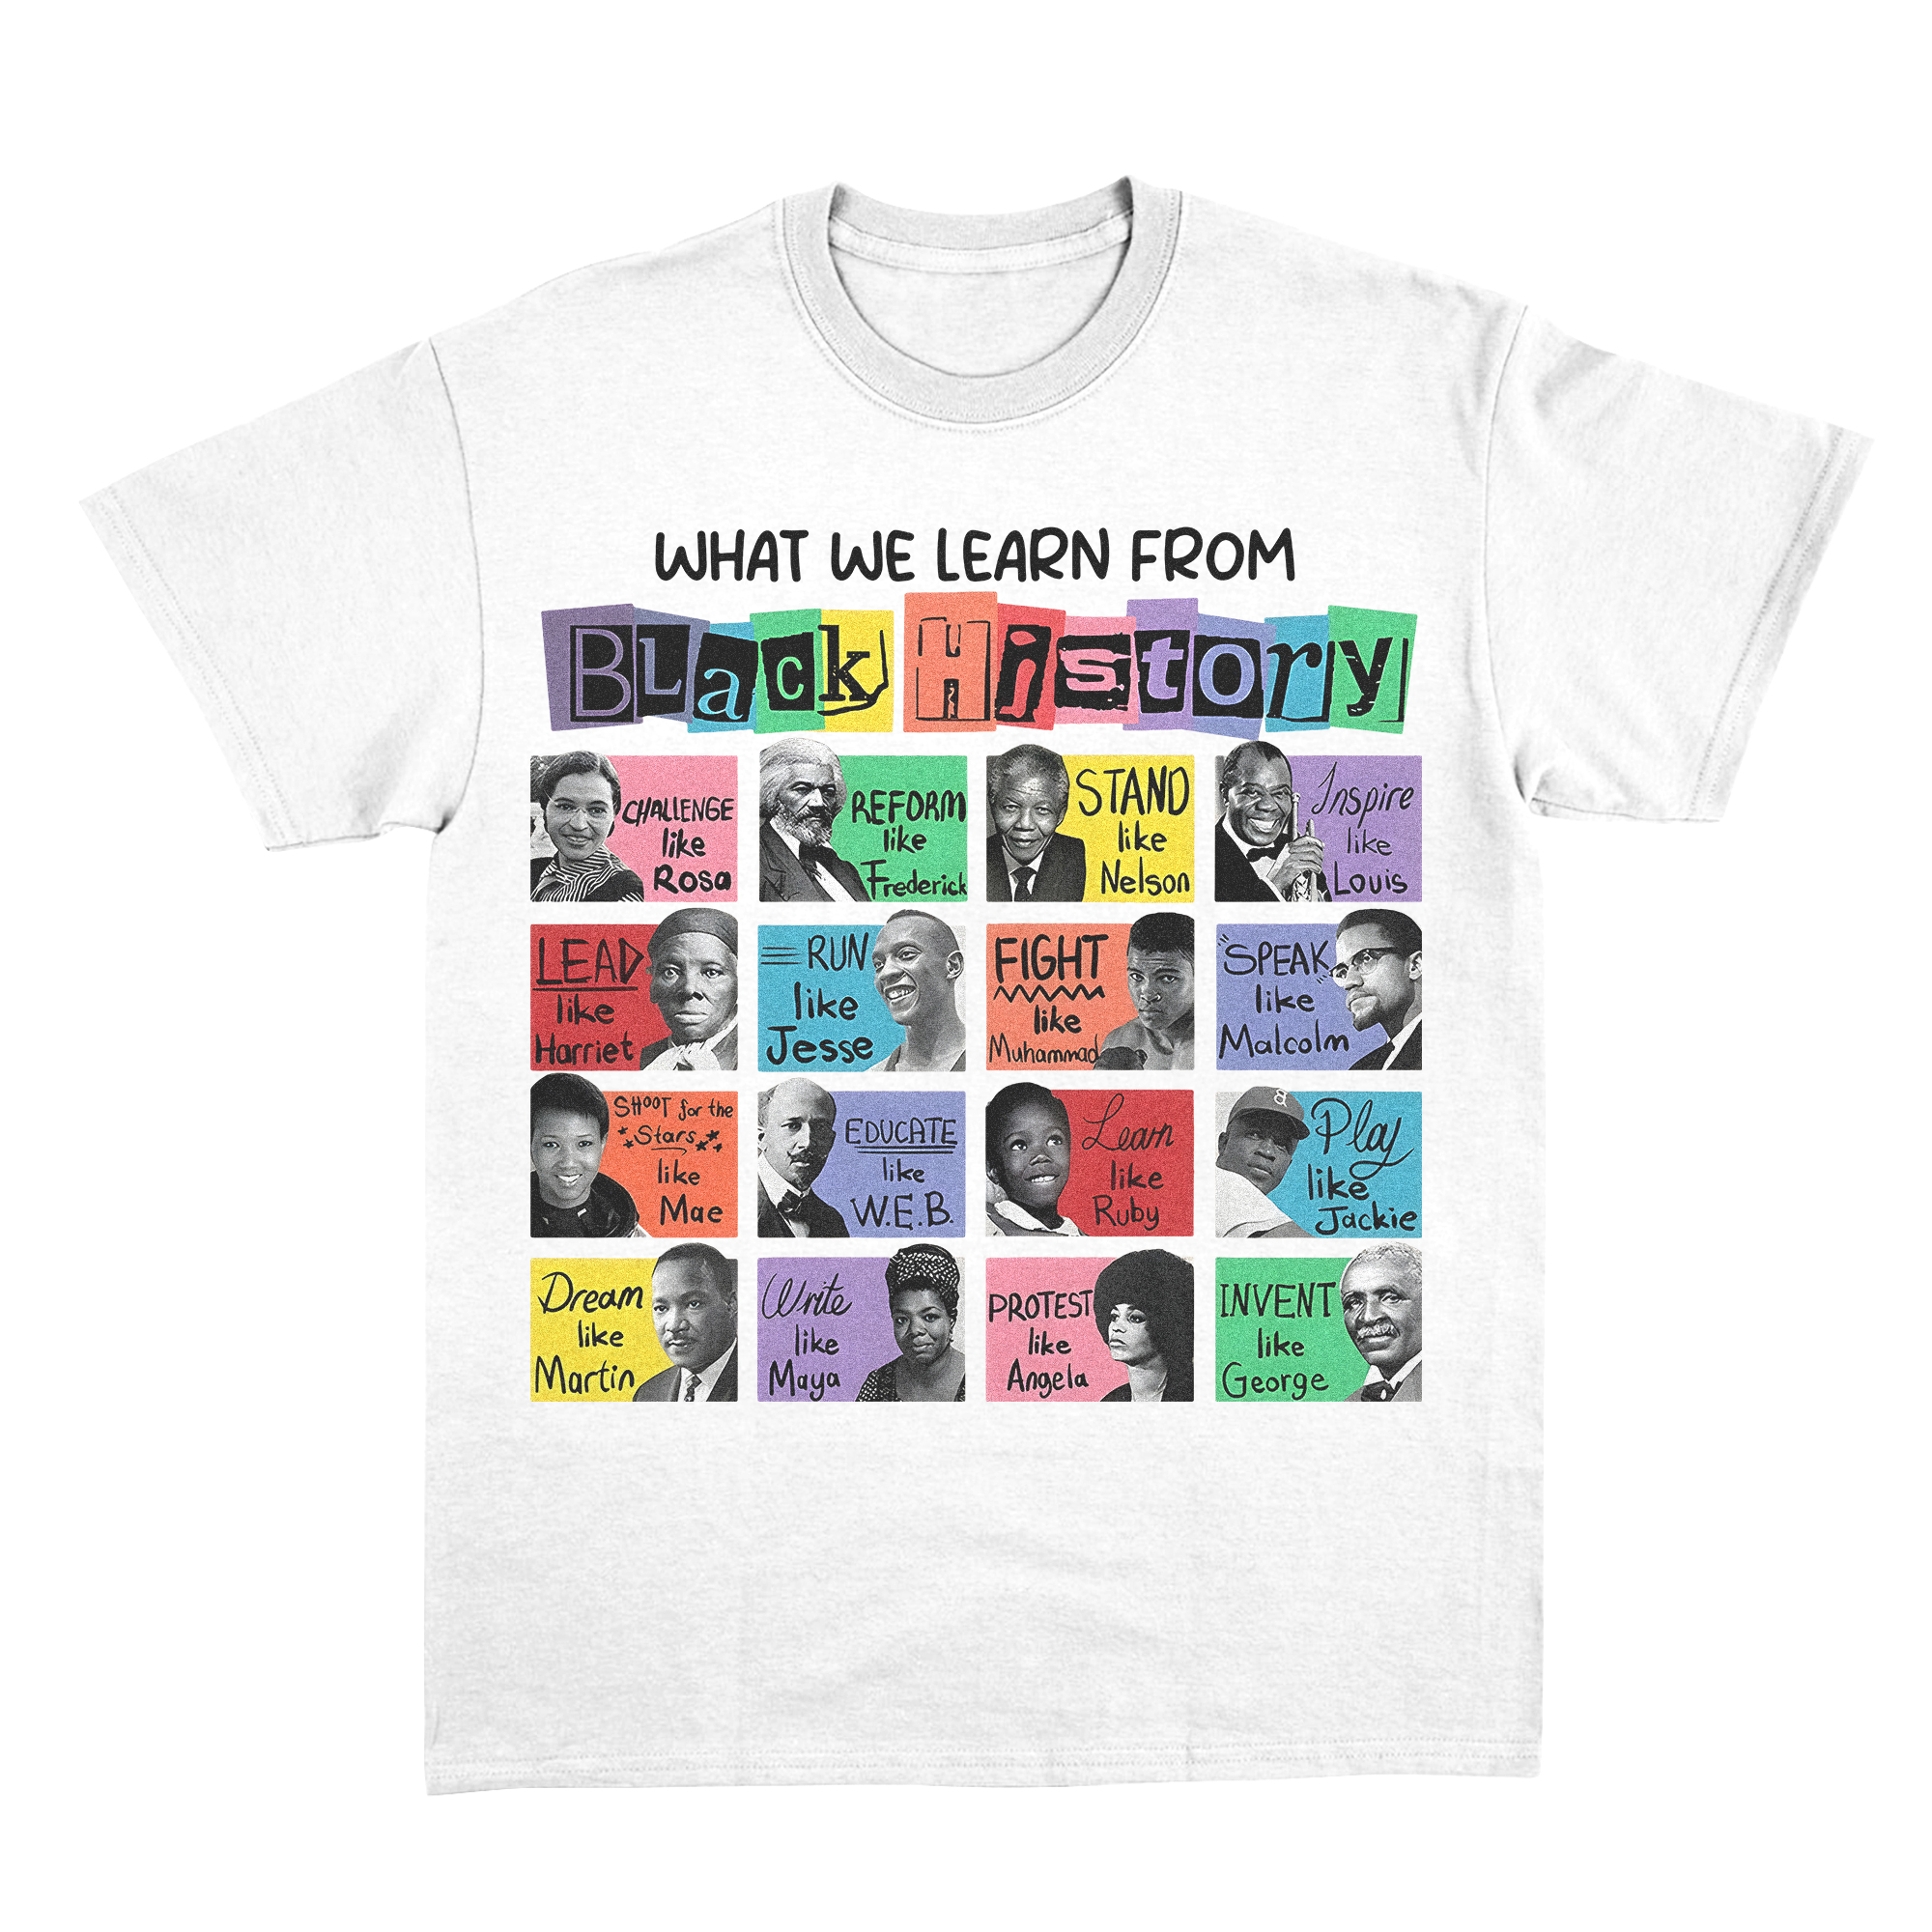 WHAT WE LEARN FROM
Black History
CHALLENGE
like
Rosa
REFORM
like
Frederick
STAND
like
Nelson
Inspire
like
Louis
LEAD
like
Harriet
RUN
like
Jesse
FIGHT
like
Muhammad
"SPEAK"
like
Malcolm
SHOOT for the
Stars
like
Mae
EDUCATE
like
W.E.B.
Learn
like
Ruby
a
Play
like
Jackie
Dream
like
Martin
Write
like
Maya
PROTEST
like
Angela
INVENT
like
George